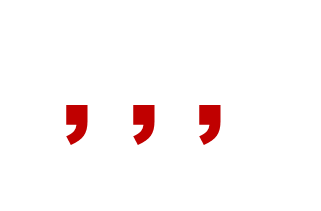 , , ,